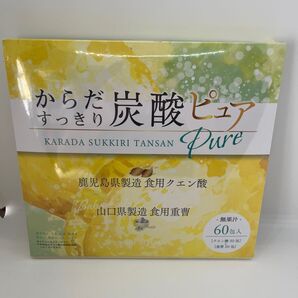 からだ
すっきり
炭酸ピュア
KARADA SUKKIRI TANSAN
Pure
鹿児島県製造 食用クエン酸
山口県製造 食用重曹
無果汁
60包入